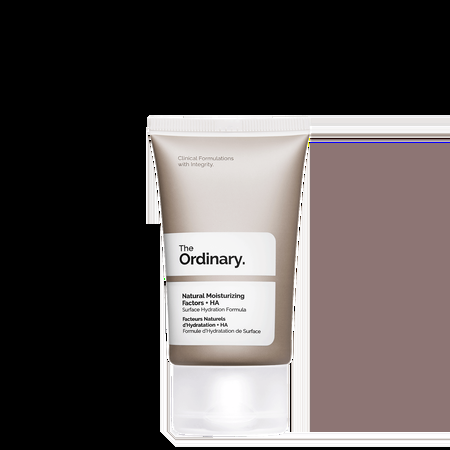 Clinical Formulations
with Integrity.
The
Ordinary.
Natural Moisturizing
Factors + HA
Surface Hydration Formula
Facteurs Naturels
d'Hydratation + HA
Formule d'Hydratation de Surface